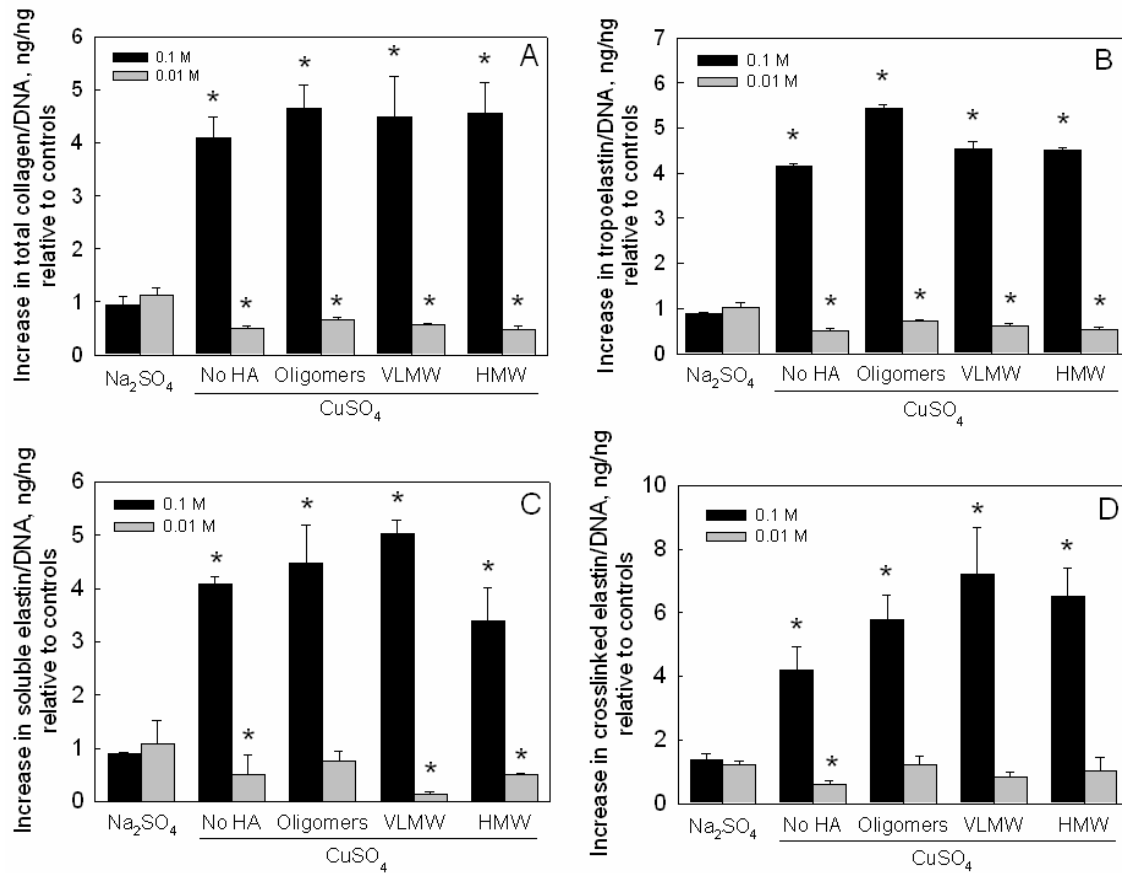 A
Increase in total collagen/DNA, ng/ng
relative to controls
6
5
4
3
2
1
0
0.1 M
0.01 M
* * * *
* * * *
Na₂SO₄ No HA Oligomers VLMW HMW
CuSO₄
B
Increase in tropoelastin/DNA, ng/ng
relative to controls
7
6
5
4
3
2
1
0
0.1 M
0.01 M
* * * *
* * * *
Na₂SO₄ No HA Oligomers VLMW HMW
CuSO₄
C
Increase in soluble elastin/DNA, ng/ng
relative to controls
6
5
4
3
2
1
0
0.1 M
0.01 M
* * * *
* * *
Na₂SO₄ No HA Oligomers VLMW HMW
CuSO₄
D
Increase in crosslinked elastin/DNA, ng/ng
relative to controls
10
8
6
4
2
0
0.1 M
0.01 M
* * * *
*
Na₂SO₄ No HA Oligomers VLMW HMW
CuSO₄